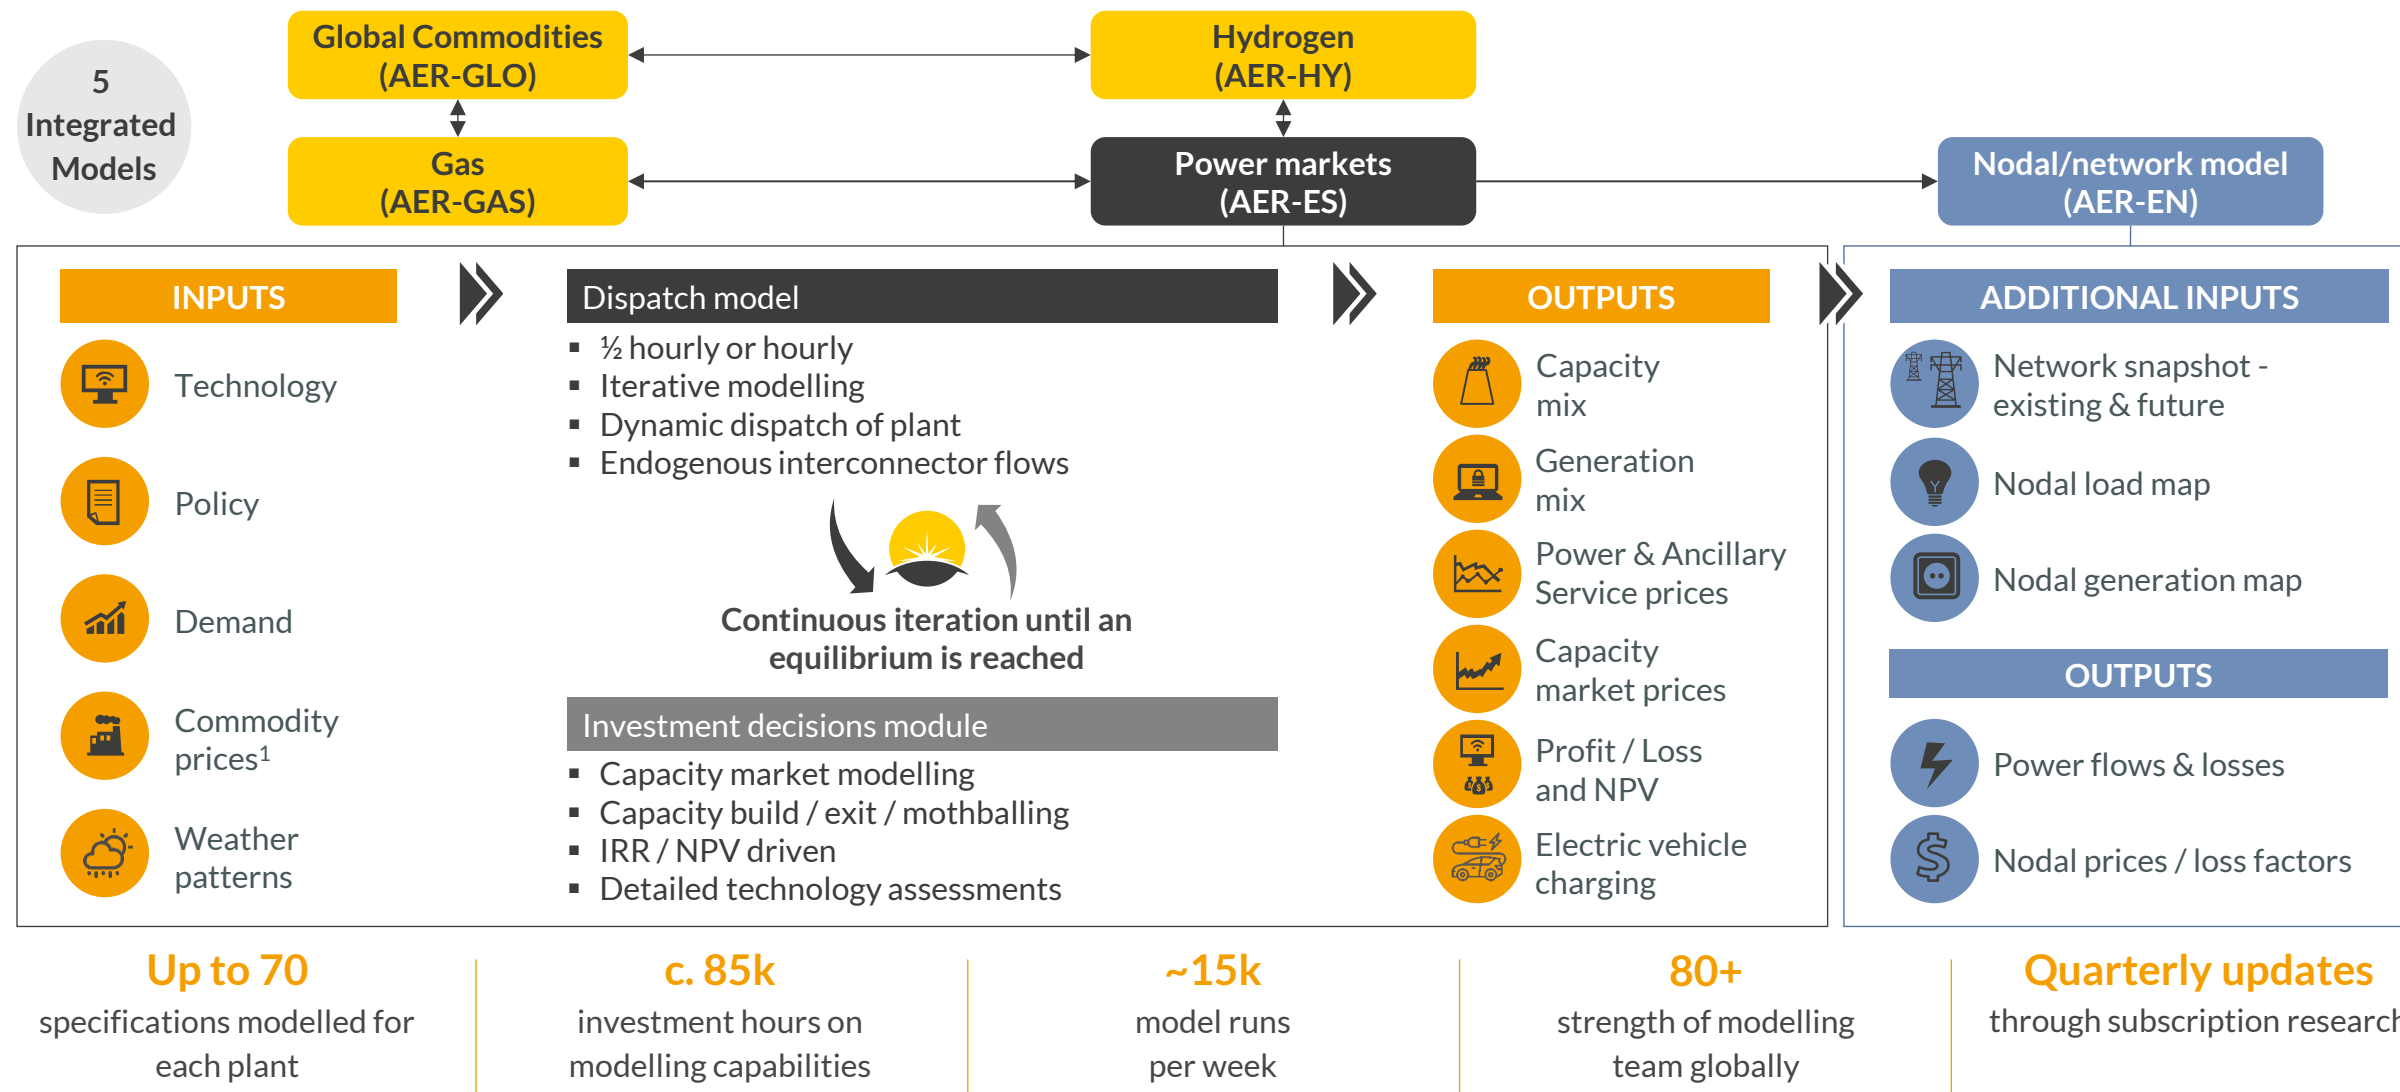 5
Integrated
Models
Global Commodities
(AER-GLO)
Hydrogen
(AER-HY)
Gas
(AER-GAS)
Power markets
(AER-ES)
Nodal/network model
(AER-EN)
INPUTS
Technology
Policy
Demand
Commodity
prices¹
Weather
patterns
Dispatch model
▪ ½ hourly or hourly
▪ Iterative modelling
▪ Dynamic dispatch of plant
▪ Endogenous interconnector flows
Continuous iteration until an
equilibrium is reached
Investment decisions module
▪ Capacity market modelling
▪ Capacity build / exit / mothballing
▪ IRR / NPV driven
▪ Detailed technology assessments
OUTPUTS
Capacity
mix
Generation
mix
Power & Ancillary
Service prices
Capacity
market prices
Profit / Loss
and NPV
Electric vehicle
charging
ADDITIONAL INPUTS
Network snapshot -
existing & future
Nodal load map
Nodal generation map
OUTPUTS
Power flows & losses
Nodal prices / loss factors
Up to 70
specifications modelled for
each plant
c. 85k
investment hours on
modelling capabilities
~15k
model runs
per week
80+
strength of modelling
team globally
Quarterly updates
through subscription research